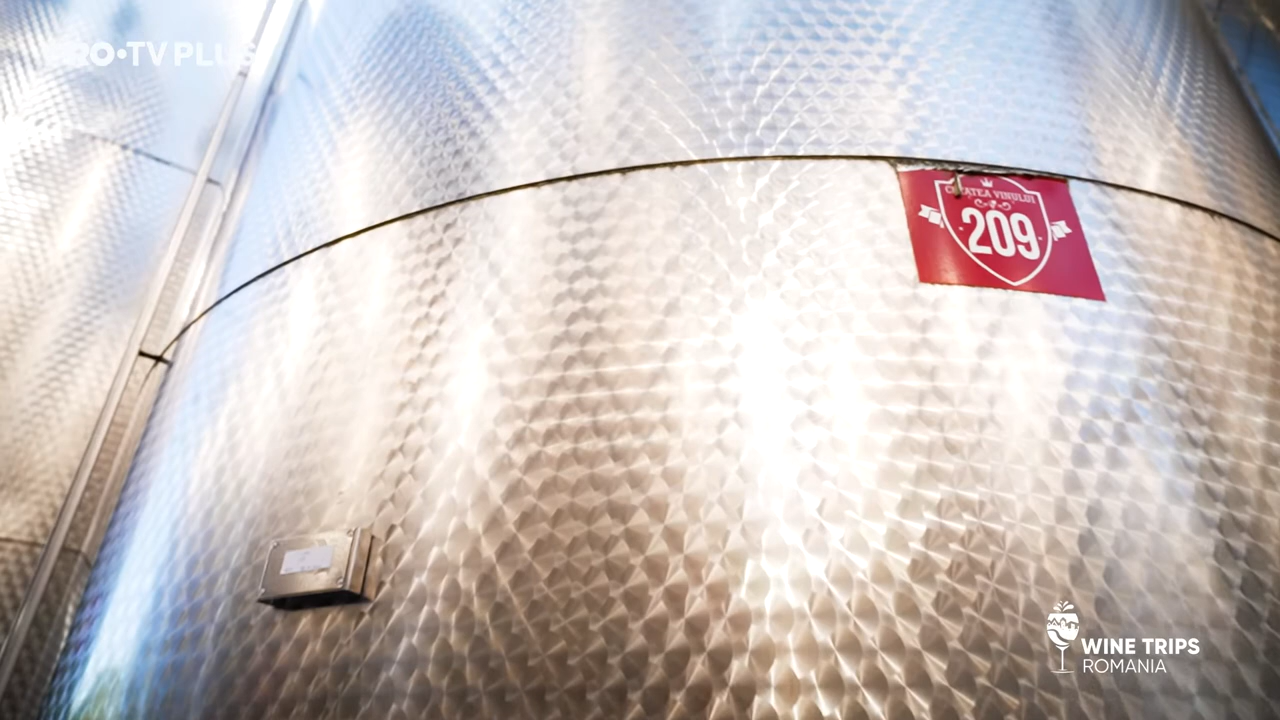 PRO•TV PLUS
CETATEA VINULUI
209
WINE TRIPS
ROMANIA